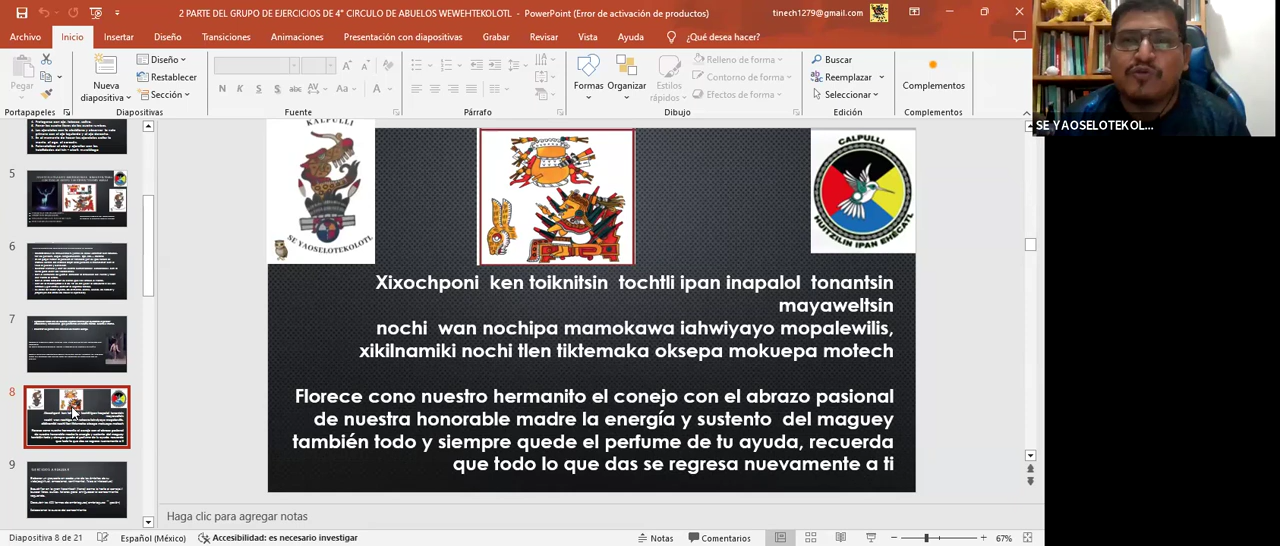 2 PARTE DEL GRUPO DE EJERCICIOS DE 4° CIRCULO DE ABUELOS WEWEHTEKOLOTL - PowerPoint (Error de activación de productos)
tinech1279@gmail.com
Archivo Inicio Insertar Diseño Transiciones Animaciones Presentación con diapositivas Grabar Revisar Vista Ayuda ¿Qué desea hacer?
Pegar
Nueva diapositiva
Diseño
Restablecer
Sección
N K S abc AV Aa A
Formas
Organizar
Estilos rápidos
Relleno de forma
Contorno de forma
Efectos de forma
Buscar
Reemplazar
Seleccionar
Complementos
Portapapeles Diapositivas Fuente Párrafo Dibujo Edición Complementos
SE YAOSELOTEKOL...
5
6
7
8
9
KALPULLI
SE YAOSELOTEKOLOTL
CALPULLI
HUITZILIN IPAN EHECATL
Xixochponi ken toiknitsin tochtli ipan inapalol tonantsin
mayaweltsin
nochi wan nochipa mamokawa iahwiyayo mopalewilis,
xikilnamiki nochi tlen tiktemaka oksepa mokuepa motech
Florece cono nuestro hermanito el conejo con el abrazo pasional
de nuestra honorable madre la energía y sustento del maguey
también todo y siempre quede el perfume de tu ayuda, recuerda
que todo lo que das se regresa nuevamente a ti
Haga clic para agregar notas
Diapositiva 8 de 21 Español (México) Accesibilidad: es necesario investigar Notas Comentarios 67%